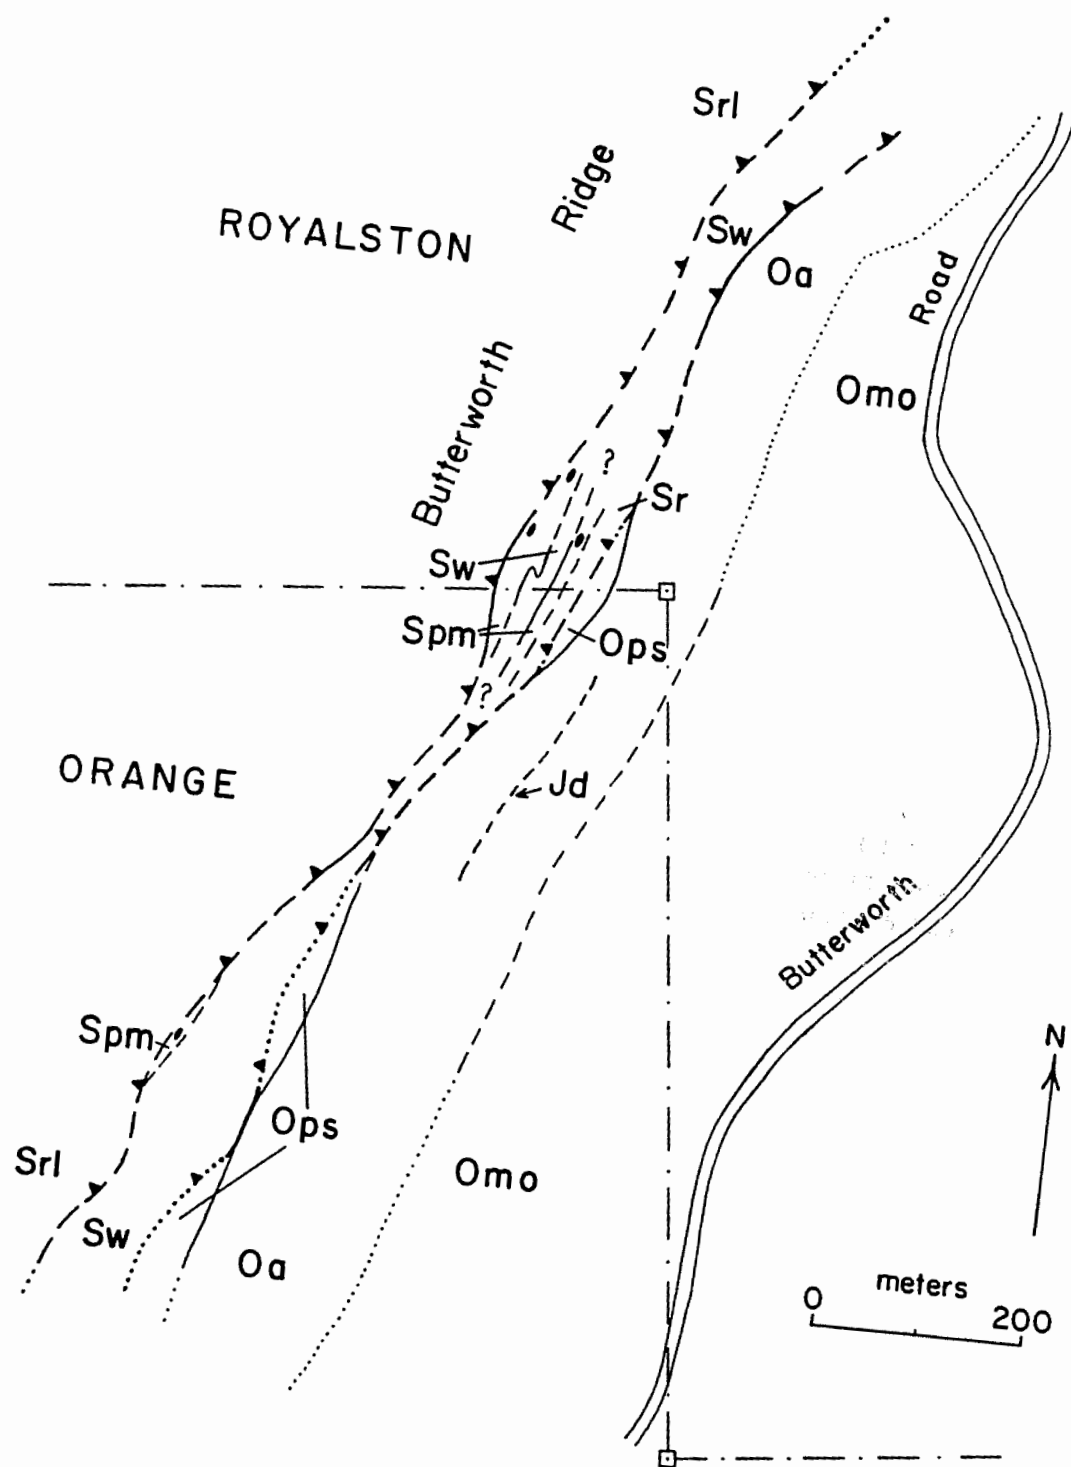 Srl
Ridge
ROYALSTON
Sw
Oa
Road
Omo
Butterworth
?
Sr
Sw
Spm
Ops
?
ORANGE
Jd
Butterworth
Spm
N
Ops
Srl
Omo
Sw
Oa
meters
0 200